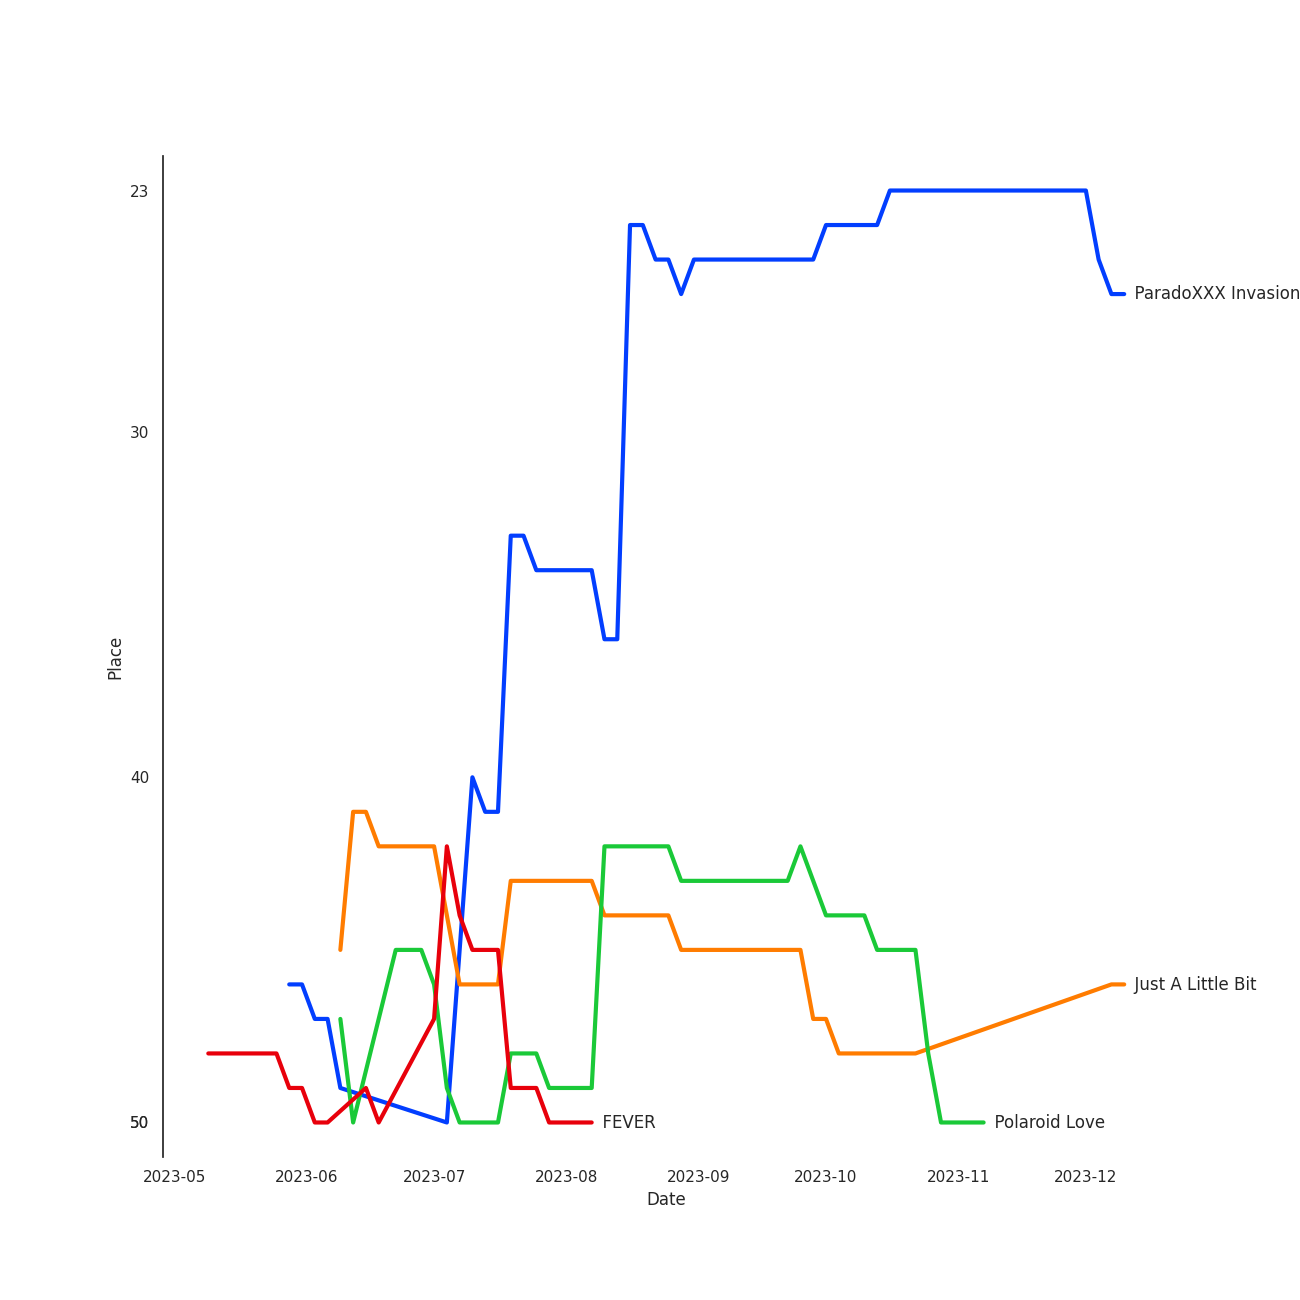 23
ParadoXXX Invasion
30
Place
40
Just A Little Bit
50
FEVER
Polaroid Love
2023-05 2023-06 2023-07 2023-08 2023-09 2023-10 2023-11 2023-12
Date